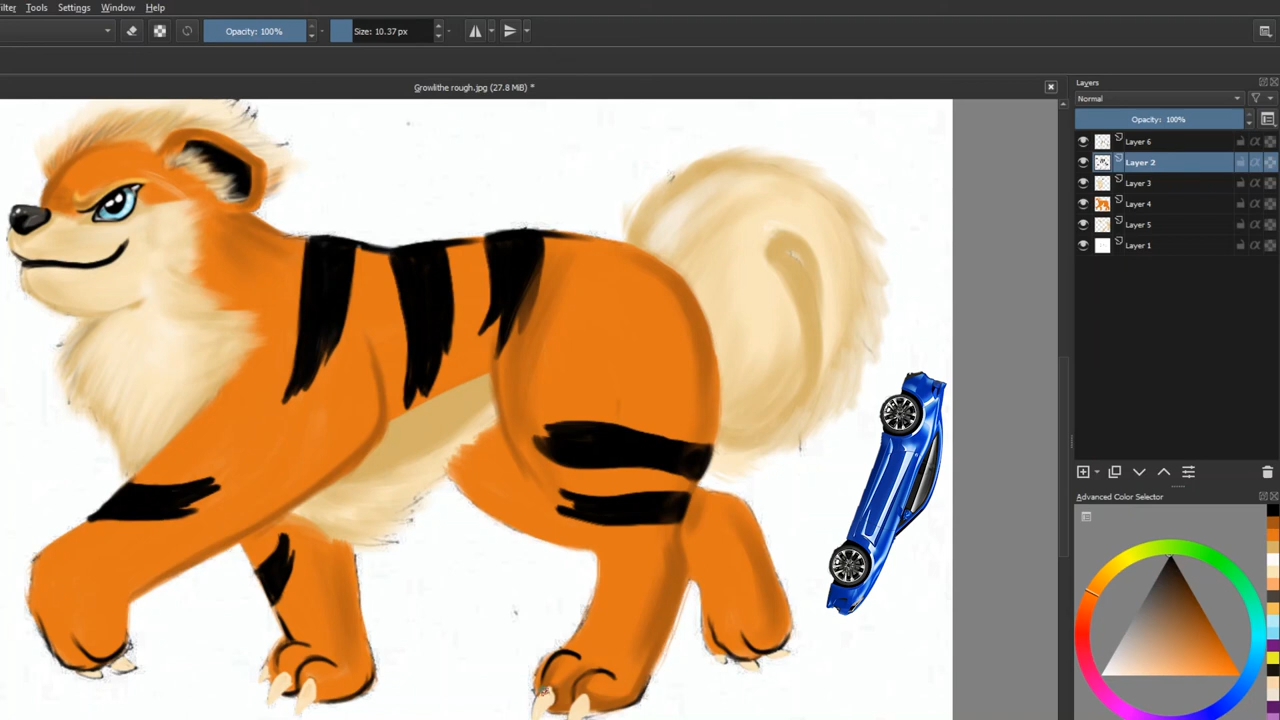 ilter Tools Settings Window Help
Opacity: 100% Size: 10.37 px
Growlithe rough.jpg (27.8 MiB) *
Layers
Normal
Opacity: 100%
Layer 6
Layer 2
Layer 3
Layer 4
Layer 5
Layer 1
Advanced Color Selector